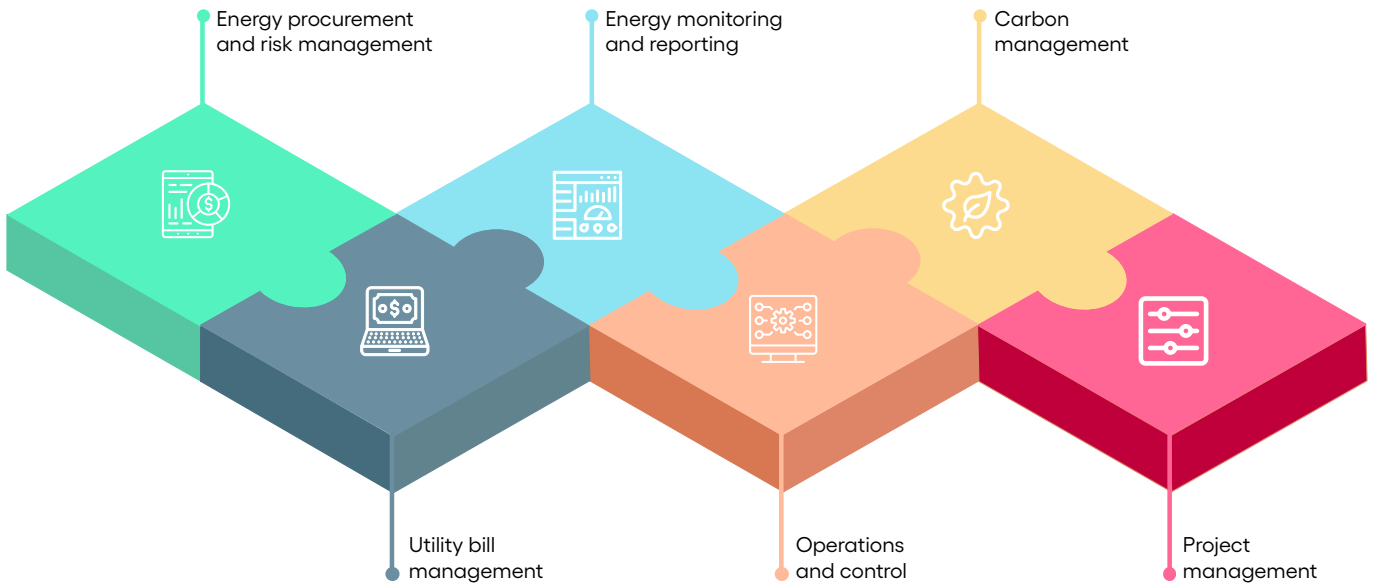 Energy procurement
and risk management
Energy monitoring
and reporting
Carbon
management
$
$
Utility bill
management
Operations
and control
Project
management